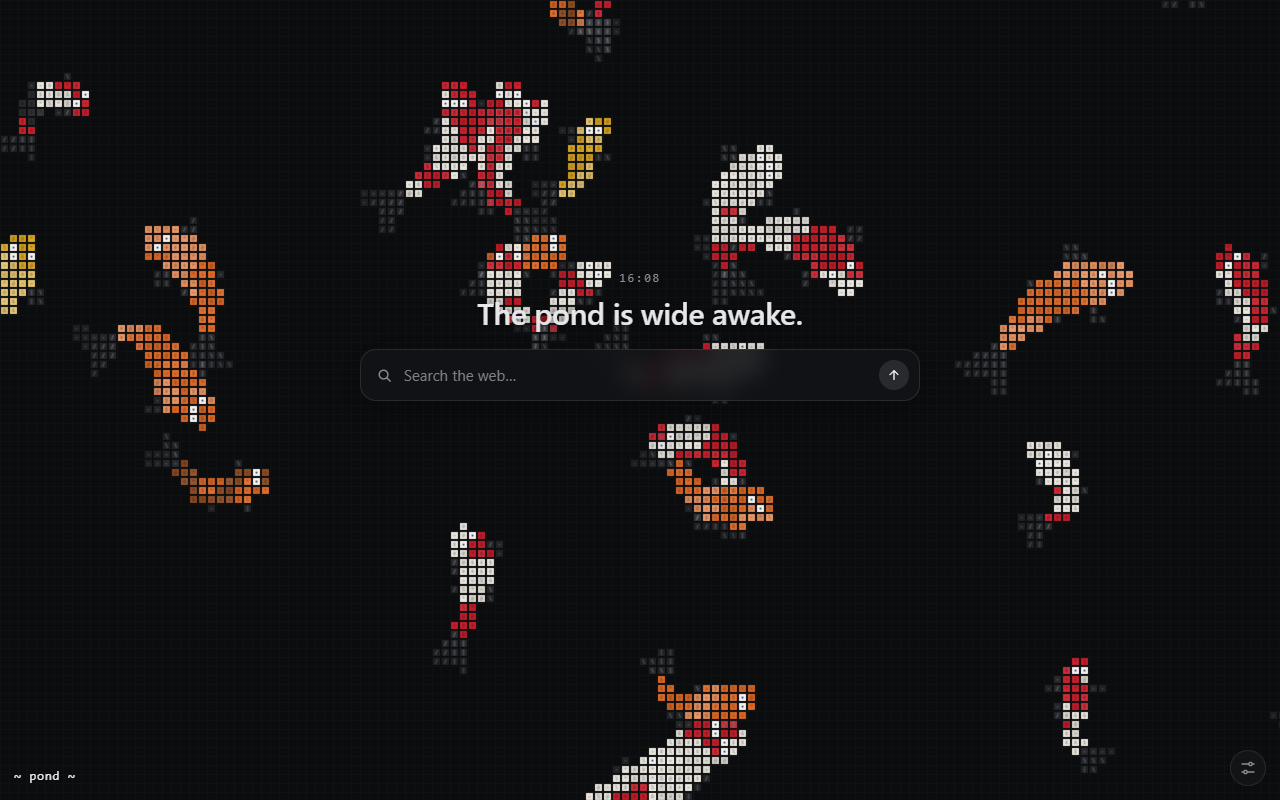 16:08
The pond is wide awake.
Search the web...
~ pond ~